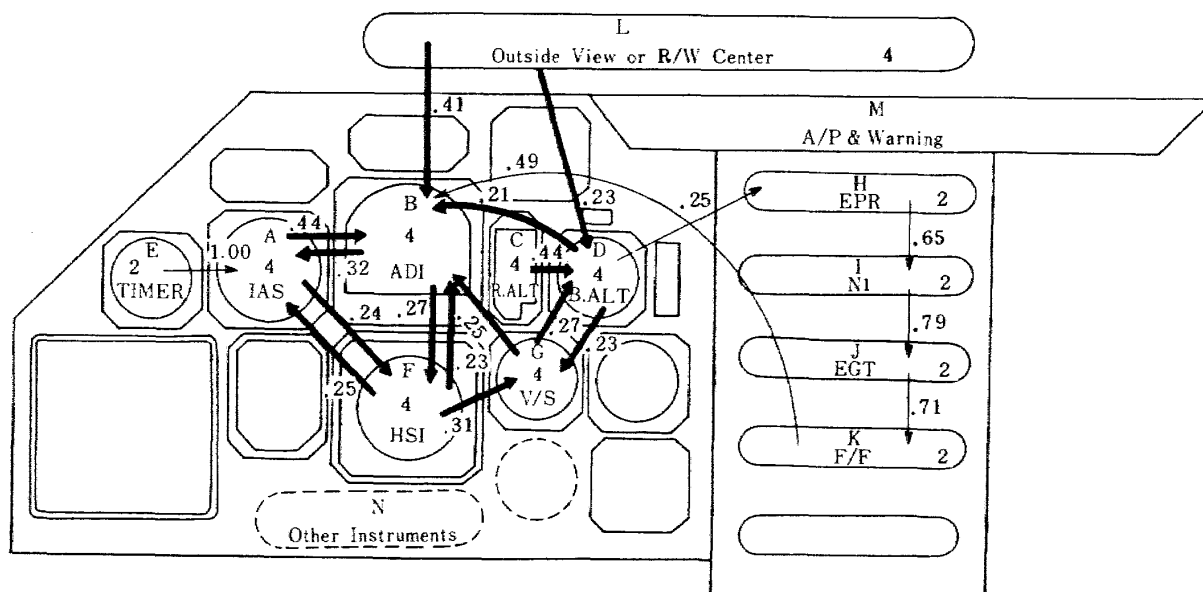 L
Outside View or R/W Center 4
M
A/P & Warning
.41
.49
.21
.23
.25
H
EPR 2
.65
I
N1 2
.79
J
EGT 2
.71
K
F/F 2
E
2
TIMER
1.00
A
4
IAS
.44
.32
B
4
ADI
C
4
R.ALT
.44
D
4
B.ALT
.24
.27
.25
.23
.27
.23
.25
F
4
HSI
.31
G
4
V/S
N
Other Instruments